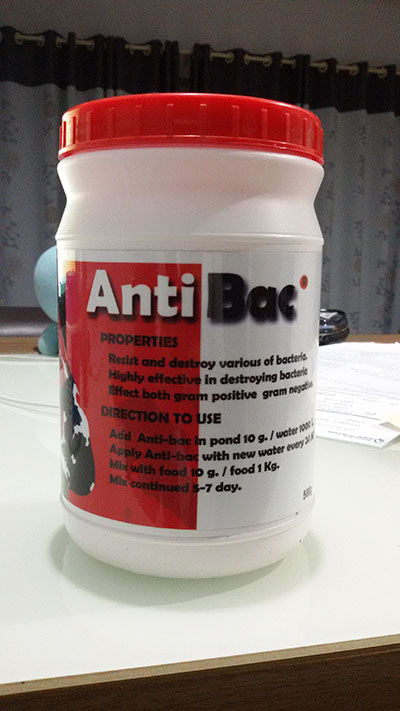 Anti Bac
PROPERTIES
Resist and destroy various of bacteria.
Highly effective in destroying bacteria
Effect both gram positive gram negative.
DIRECTION TO USE
Add Anti-bac in pond 10 g. / water 1000 L.
Apply Anti-bac with new water every
Mix with food 10 g. / food 1 Kg.
Mix continued 5-7 day.